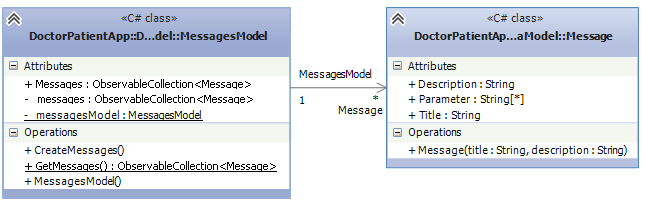 «C# class»
DoctorPatientApp::D...del::MessagesModel
Attributes
+ Messages : ObservableCollection<Message>
- messages : ObservableCollection<Message>
- messagesModel : MessagesModel
Operations
+ CreateMessages()
+ GetMessages() : ObservableCollection<Message>
+ MessagesModel()
MessagesModel
1
*
Message
«C# class»
DoctorPatientAp...aModel::Message
Attributes
+ Description : String
+ Parameter : String[*]
+ Title : String
Operations
+ Message(title : String, description : String)